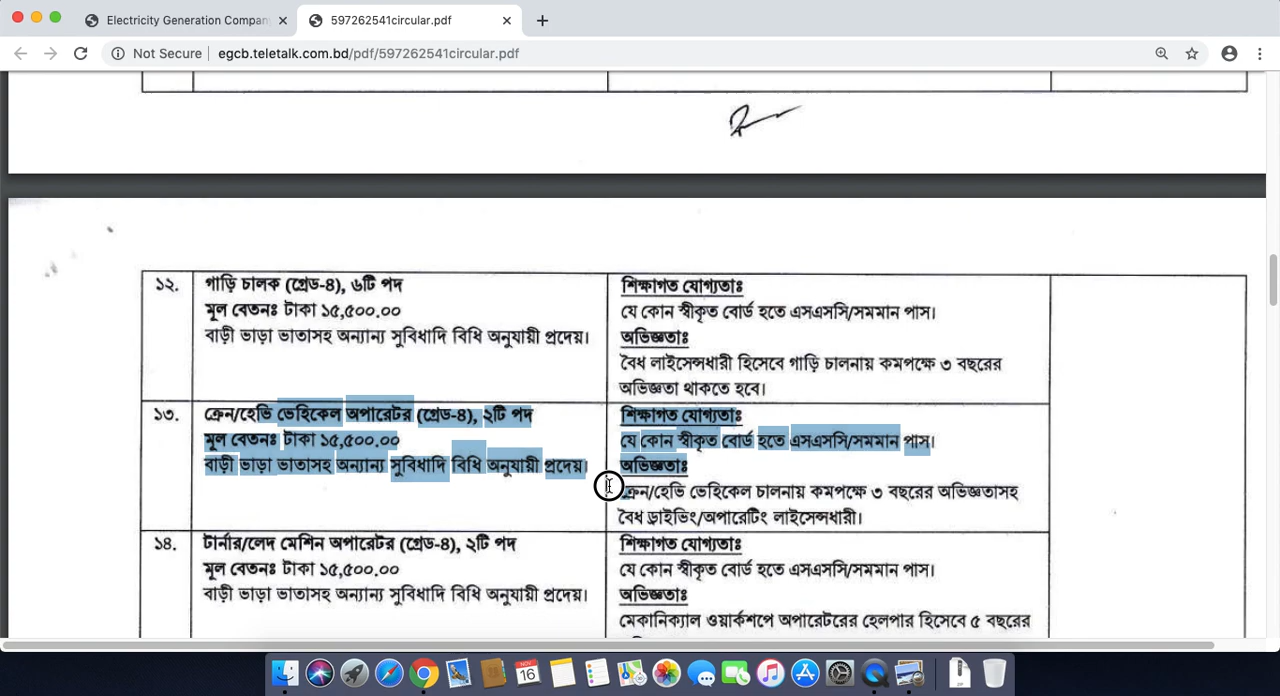 Electricity Generation Compan
597262541circular.pdf
Not Secure
egcb.teletalk.com.bd/pdf/597262541circular.pdf
১২.
গাড়ি চালক (গ্রেড-৪), ৬টি পদ
মূল বেতনঃ টাকা ১৫,৫০০.০০
বাড়ী ভাড়া ভাতাসহ অন্যান্য সুবিধাদি বিধি অনুযায়ী প্রদেয়।
শিক্ষাগত যোগ্যতাঃ
যে কোন স্বীকৃত বোর্ড হতে এসএসসি/সমমান পাস।
অভিজ্ঞতাঃ
বৈধ লাইসেন্সধারী হিসেবে গাড়ি চালনায় কমপক্ষে ৩ বছরের
অভিজ্ঞতা থাকতে হবে।
১৩.
ক্রেন/হেভি ভেহিকেল অপারেটর (গ্রেড-৪), ২টি পদ
মূল বেতনঃ টাকা ১৫,৫০০.০০
বাড়ী ভাড়া ভাতাসহ অন্যান্য সুবিধাদি বিধি অনুযায়ী প্রদেয়।
শিক্ষাগত যোগ্যতাঃ
যে কোন স্বীকৃত বোর্ড হতে এসএসসি/সমমান পাস।
অভিজ্ঞতাঃ
ক্রেন/হেভি ভেহিকেল চালনায় কমপক্ষে ৩ বছরের অভিজ্ঞতাসহ
বৈধ ড্রাইভিং/অপারেটিং লাইসেন্সধারী।
১৪.
টার্নার/লেদ মেশিন অপারেটর (গ্রেড-৪), ২টি পদ
মূল বেতনঃ টাকা ১৫,৫০০.০০
বাড়ী ভাড়া ভাতাসহ অন্যান্য সুবিধাদি বিধি অনুযায়ী প্রদেয়।
শিক্ষাগত যোগ্যতাঃ
যে কোন স্বীকৃত বোর্ড হতে এসএসসি/সমমান পাস।
অভিজ্ঞতাঃ
মেকানিক্যাল ওয়ার্কশপে অপারেটরের হেলপার হিসেবে ৫ বছরের
NOV
16